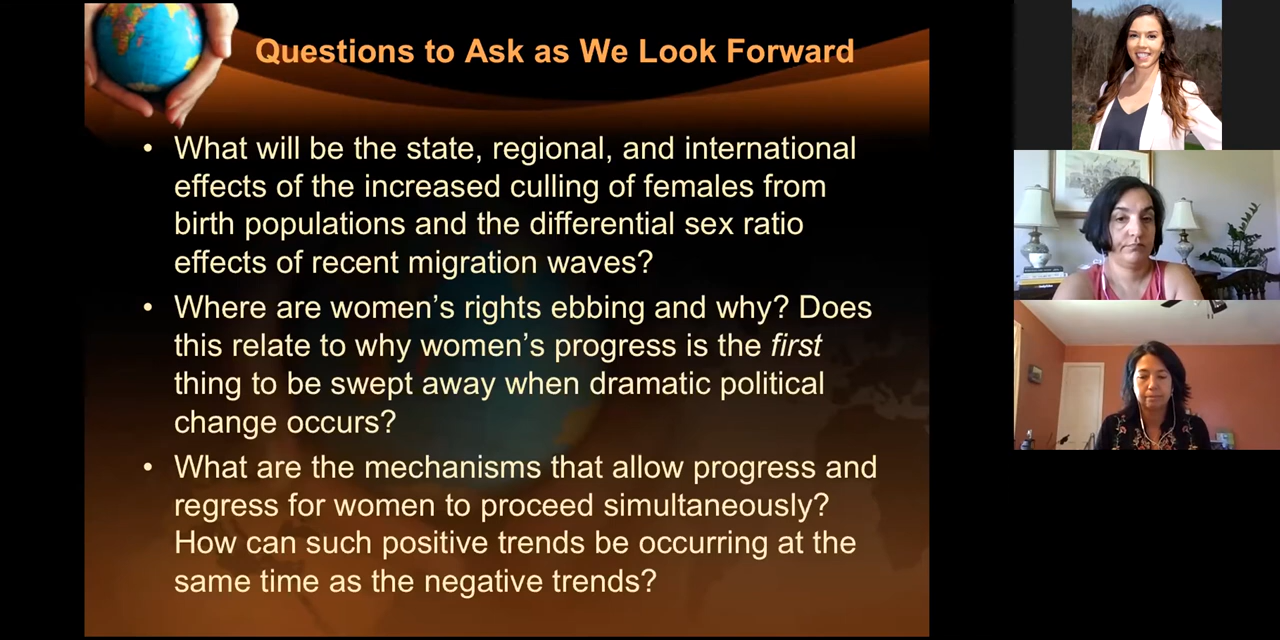 Questions to Ask as We Look Forward
• What will be the state, regional, and international
effects of the increased culling of females from
birth populations and the differential sex ratio
effects of recent migration waves?
• Where are women’s rights ebbing and why? Does
this relate to why women’s progress is the first
thing to be swept away when dramatic political
change occurs?
• What are the mechanisms that allow progress and
regress for women to proceed simultaneously?
How can such positive trends be occurring at the
same time as the negative trends?